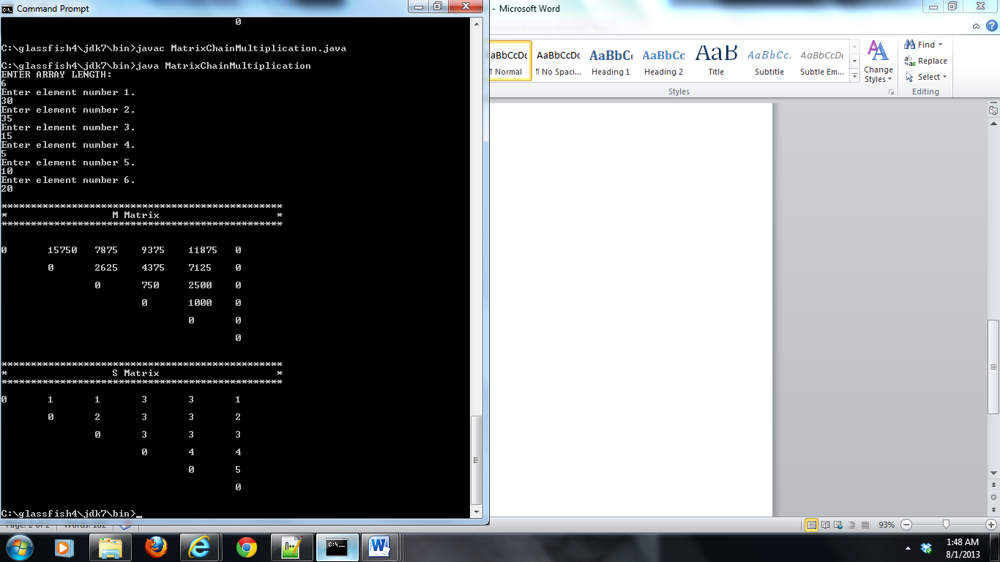 Command Prompt
0
C:\glassfish4\jdk7\bin>javac MatrixChainMultiplication.java
C:\glassfish4\jdk7\bin>java MatrixChainMultiplication
ENTER ARRAY LENGTH:
6
Enter element number 1.
30
Enter element number 2.
35
Enter element number 3.
15
Enter element number 4.
5
Enter element number 5.
10
Enter element number 6.
20
************************************************
* M Matrix *
************************************************
0 15750 7875 9375 11875 0
0 2625 4375 7125 0
0 750 2500 0
0 1000 0
0 0
0
************************************************
* S Matrix *
************************************************
0 1 1 3 3 1
0 2 3 3 2
0 3 3 3
0 4 4
0 5
0
C:\glassfish4\jdk7\bin>_
- Microsoft Word
AaBbCcDc AaBbCcDc AaBbCc AaBbCc AaB AaBbCc. AaBbCcDc
¶ Normal ¶ No Spaci... Heading 1 Heading 2 Title Subtitle Subtle Em...
Change Styles
Styles
Find
Replace
Select
Editing
Page: 2 of 2 Words: 182
93%
1:48 AM
8/1/2013